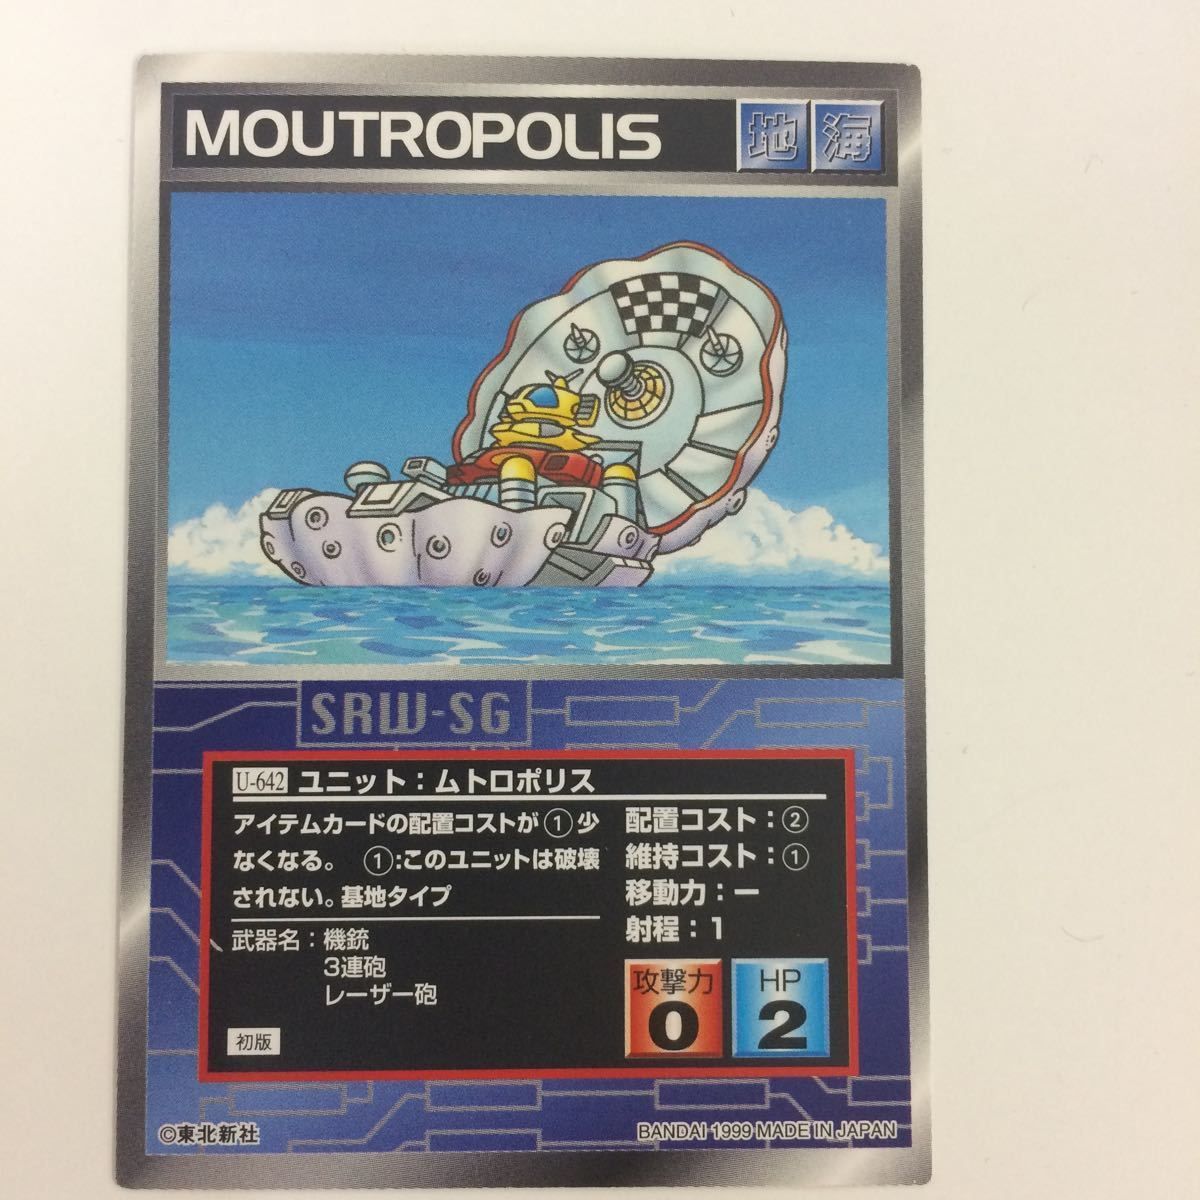 MOUTROPOLIS 地 海
SRW-SG
U-642 ユニット：ムトロポリス
アイテムカードの配置コストが①少
なくなる。 ①:このユニットは破壊
されない。基地タイプ
武器名：機銃
3連砲
レーザー砲
初版
配置コスト：②
維持コスト：①
移動力：ー
射程：1
攻撃力 HP
0 2
©東北新社 BANDAI 1999 MADE IN JAPAN